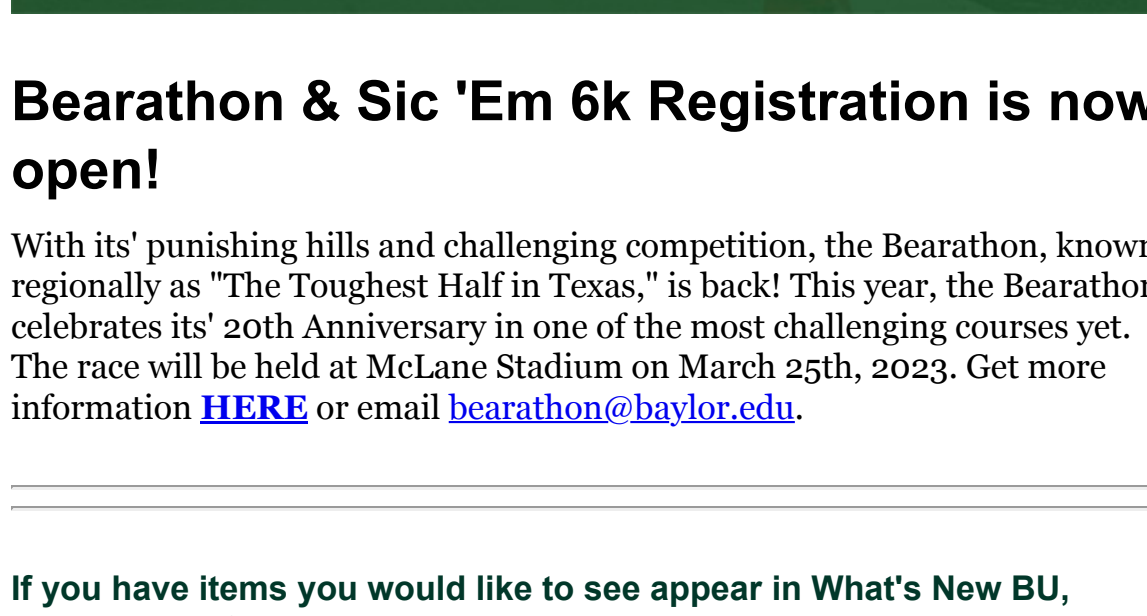 Bearathon & Sic 'Em 6k Registration is now
open!
With its' punishing hills and challenging competition, the Bearathon, known
regionally as "The Toughest Half in Texas," is back! This year, the Bearathon
celebrates its' 20th Anniversary in one of the most challenging courses yet.
The race will be held at McLane Stadium on March 25th, 2023. Get more
information HERE or email bearathon@baylor.edu.
If you have items you would like to see appear in What's New BU,